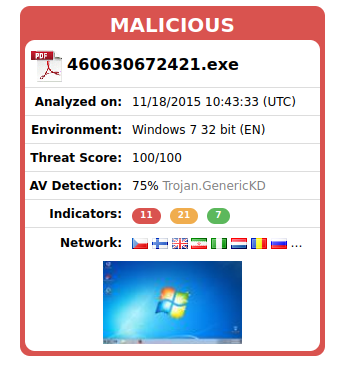 MALICIOUS
PDF 460630672421.exe
Analyzed on: 11/18/2015 10:43:33 (UTC)
Environment: Windows 7 32 bit (EN)
Threat Score: 100/100
AV Detection: 75% Trojan.GenericKD
Indicators: 11 21 7
Network: ...